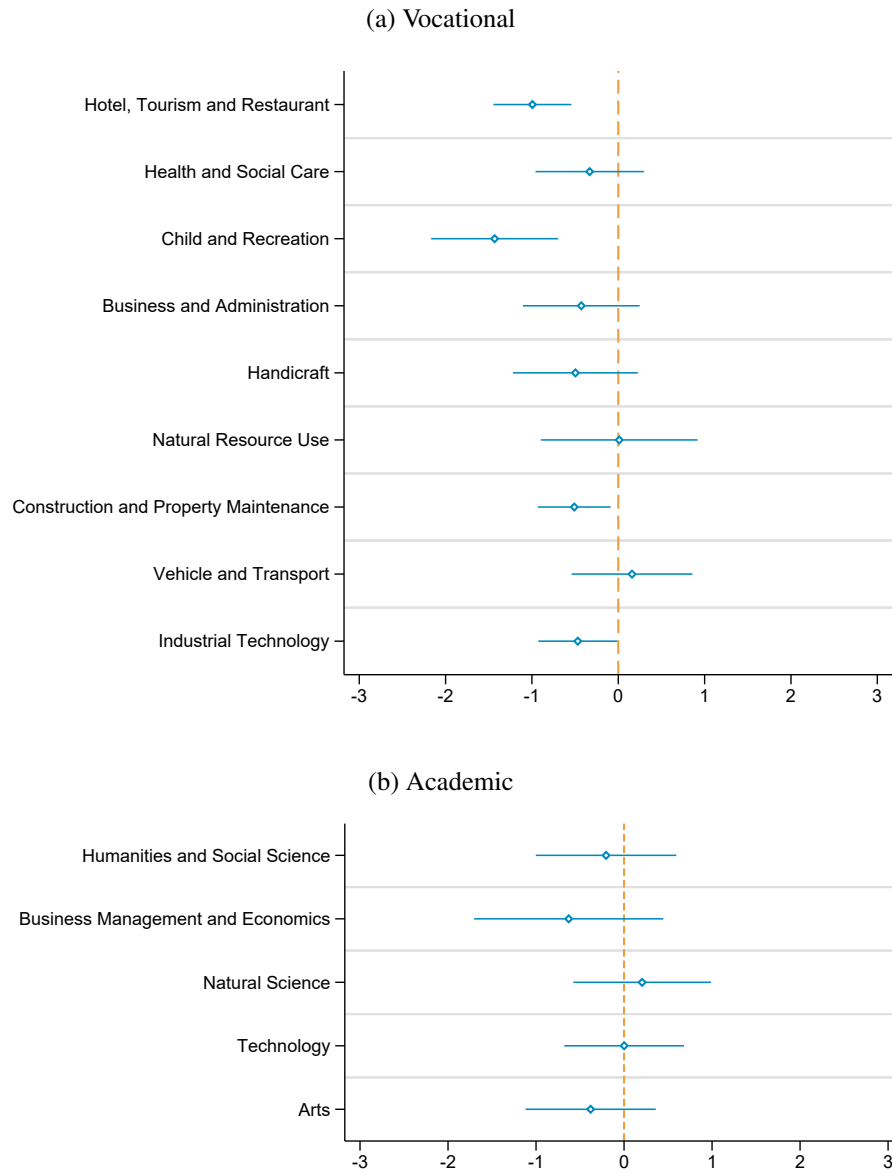 (a) Vocational
Hotel, Tourism and Restaurant
Health and Social Care
Child and Recreation
Business and Administration
Handicraft
Natural Resource Use
Construction and Property Maintenance
Vehicle and Transport
Industrial Technology
-3 -2 -1 0 1 2 3
(b) Academic
Humanities and Social Science
Business Management and Economics
Natural Science
Technology
Arts
-3 -2 -1 0 1 2 3